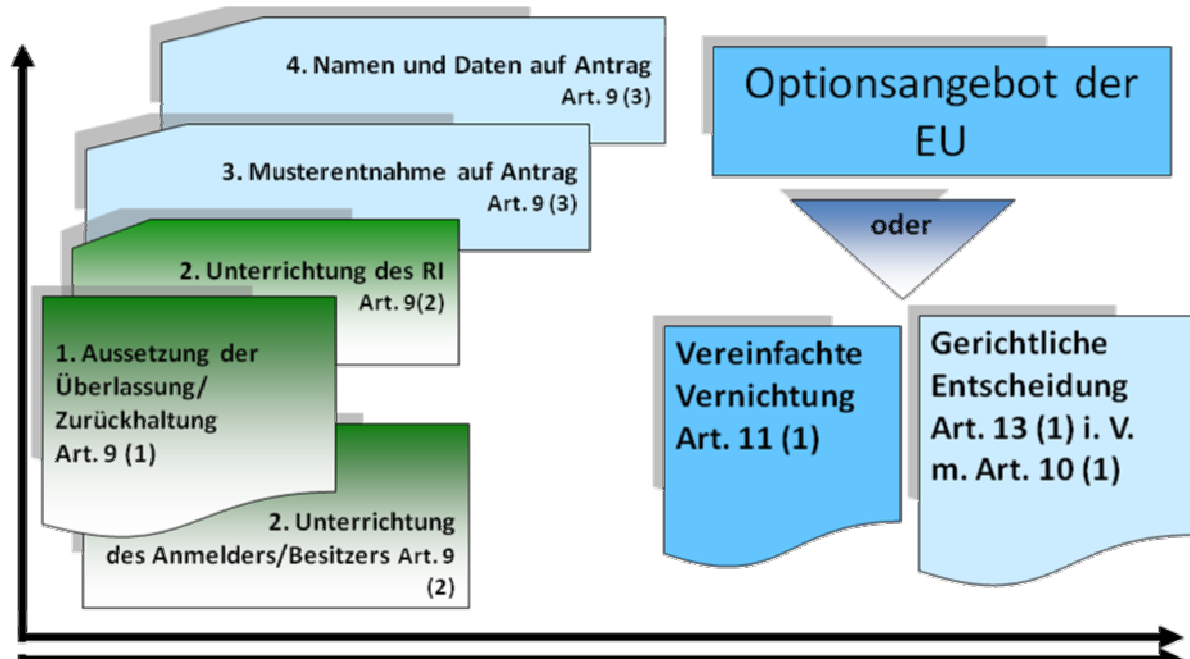 4. Namen und Daten auf Antrag
Art. 9 (3)
3. Musterentnahme auf Antrag
Art. 9 (3)
2. Unterrichtung des RI
Art. 9(2)
1. Aussetzung der
Überlassung/
Zurückhaltung
Art. 9 (1)
2. Unterrichtung
des Anmelders/Besitzers Art. 9
(2)
Optionsangebot der
EU
oder
Vereinfachte
Vernichtung
Art. 11 (1)
Gerichtliche
Entscheidung
Art. 13 (1) i. V.
m. Art. 10 (1)